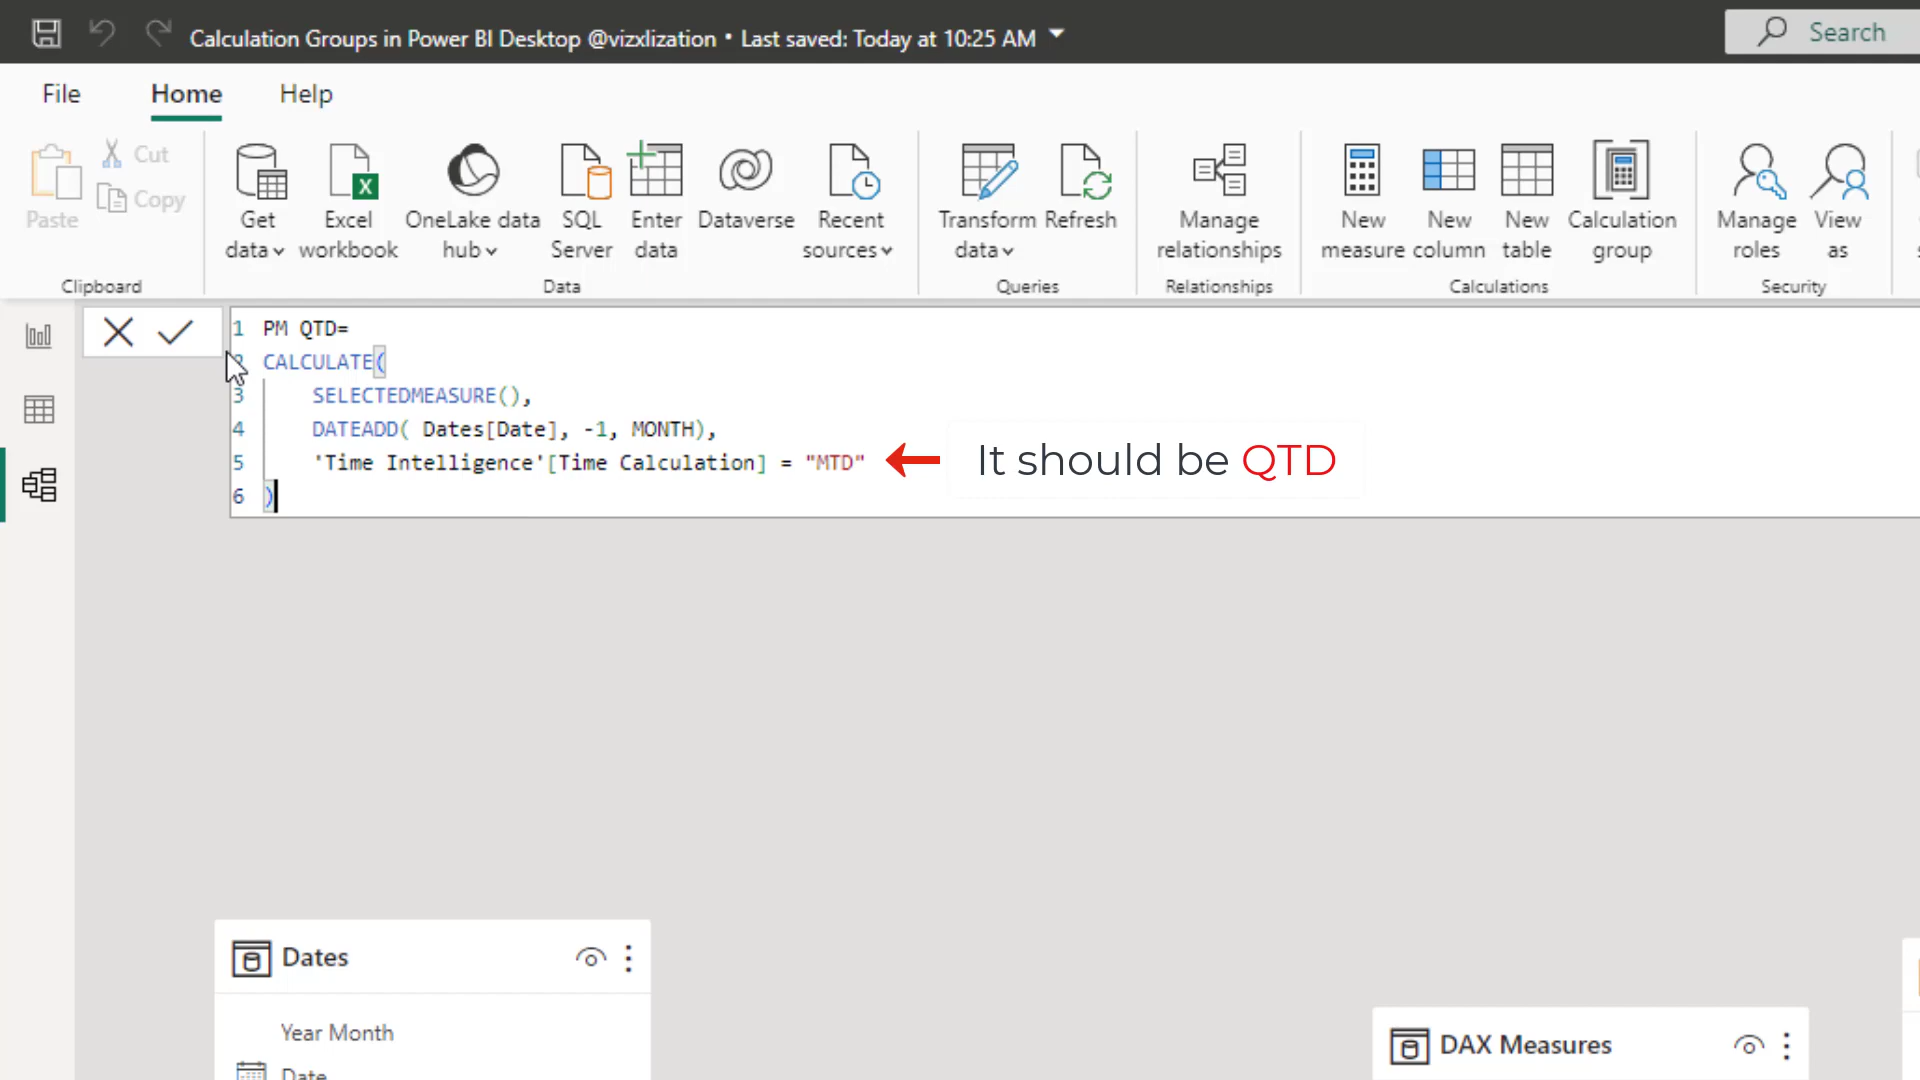 Calculation Groups in Power BI Desktop @vizxlization • Last saved: Today at 10:25 AM
Search
File
Home
Help
Paste
Cut
Copy
Clipboard
Get data
Excel workbook
OneLake data hub
SQL Server
Enter data
Dataverse
Recent sources
Data
Transform data
Refresh
Queries
Manage relationships
Relationships
New measure
New column
New table
Calculation group
Calculations
Manage roles
View as
Security
1 PM QTD=
2 CALCULATE(
3 SELECTEDMEASURE(),
4 DATEADD( Dates[Date], -1, MONTH),
5 'Time Intelligence'[Time Calculation] = "MTD"
6 )
It should be QTD
Dates
Year Month
Date
DAX Measures